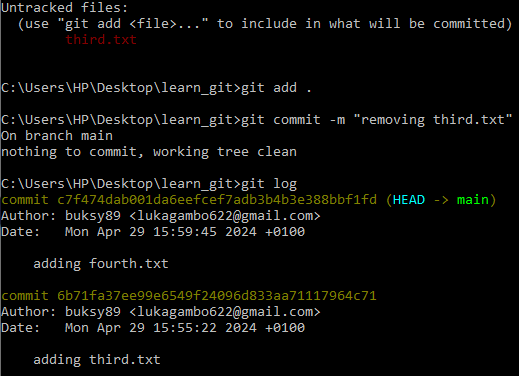 Untracked files:
  (use "git add <file>..." to include in what will be committed)
        third.txt
C:\Users\HP\Desktop\learn_git>git add .
C:\Users\HP\Desktop\learn_git>git commit -m "removing third.txt"
On branch main
nothing to commit, working tree clean
C:\Users\HP\Desktop\learn_git>git log
commit c7f474dab001da6eefcef7adb3b4b3e388bbf1fd (HEAD -> main)
Author: buksy89 <lukagambo622@gmail.com>
Date:   Mon Apr 29 15:59:45 2024 +0100
    adding fourth.txt
commit 6b71fa37ee99e6549f24096d833aa71117964c71
Author: buksy89 <lukagambo622@gmail.com>
Date:   Mon Apr 29 15:55:22 2024 +0100
    adding third.txt